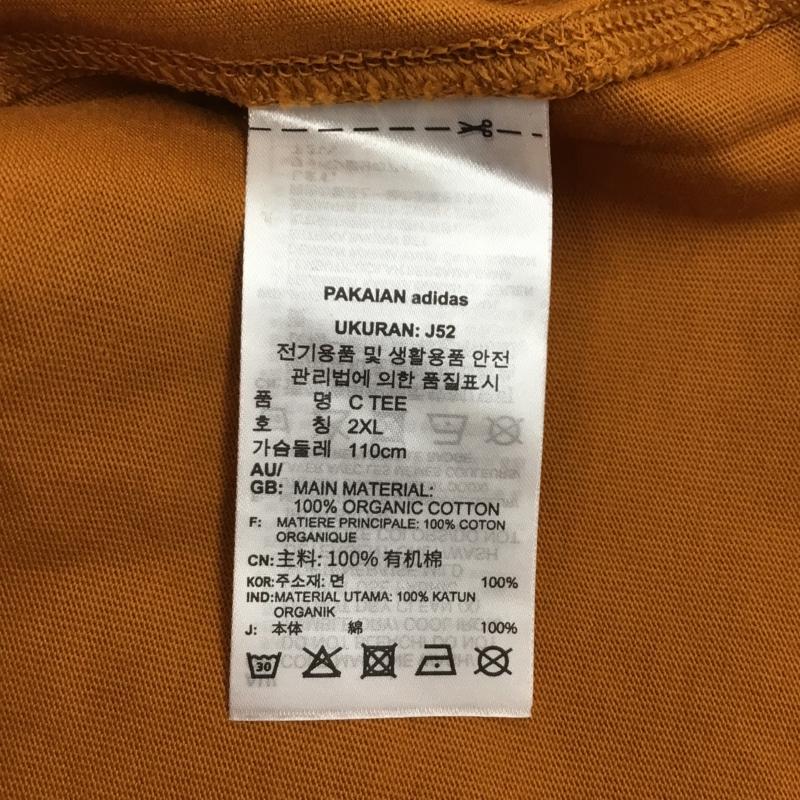 PAKAIAN adidas
UKURAN: J52
전기용품 및 생활용품 안전
관리법에 의한 품질표시
품 명 C TEE
호 칭 2XL
가슴둘레 110cm
AU/
GB: MAIN MATERIAL:
100% ORGANIC COTTON
F: MATIERE PRINCIPALE: 100% COTON
ORGANIQUE
CN: 主料: 100% 有机棉
KOR: 주소재: 면 100%
IND: MATERIAL UTAMA: 100% KATUN
ORGANIK
J: 本体 綿 100%
30